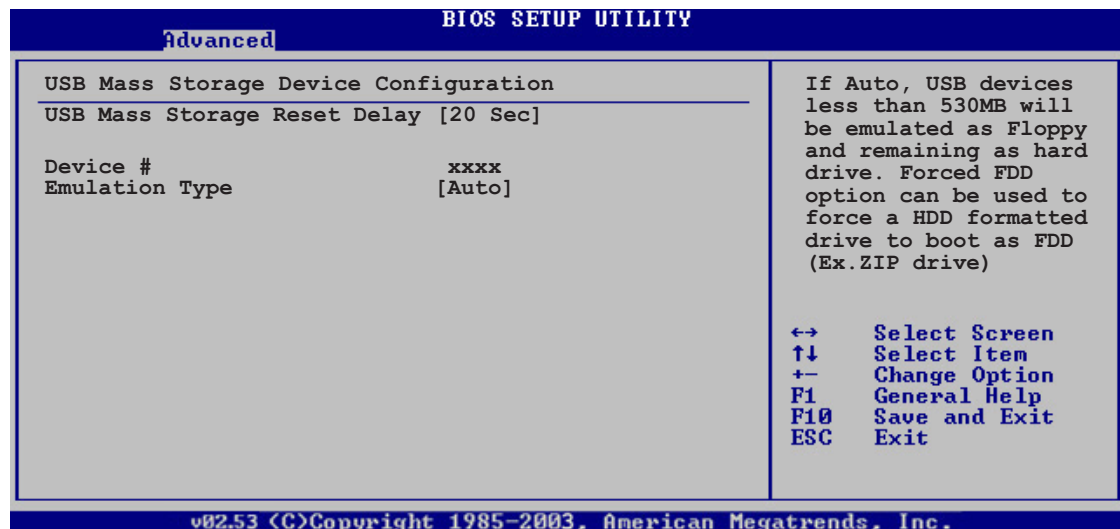 BIOS SETUP UTILITY
Advanced
USB Mass Storage Device Configuration
USB Mass Storage Reset Delay [20 Sec]
Device # xxxx
Emulation Type [Auto]
If Auto, USB devices
less than 530MB will
be emulated as Floppy
and remaining as hard
drive. Forced FDD
option can be used to
force a HDD formatted
drive to boot as FDD
(Ex.ZIP drive)
←→ Select Screen
↑↓ Select Item
+- Change Option
F1 General Help
F10 Save and Exit
ESC Exit
v02.53 (C)Copyright 1985-2003, American Megatrends, Inc.